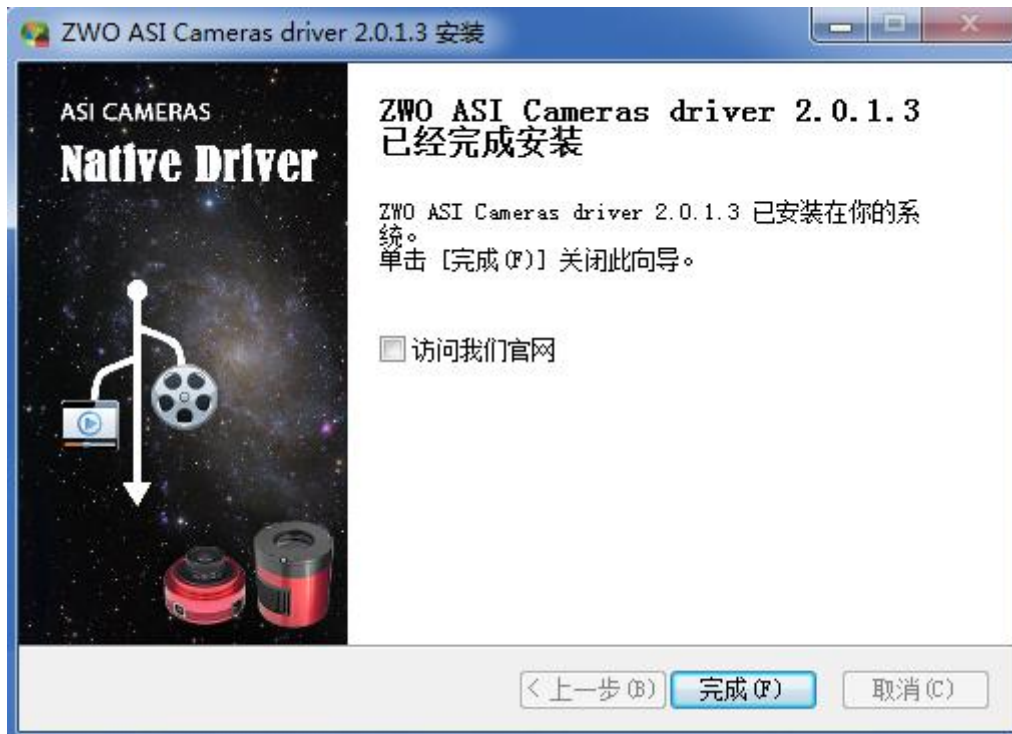 ZWO ASI Cameras driver 2.0.1.3 安装
ASI CAMERAS
Native Driver
ZWO ASI Cameras driver 2.0.1.3
已经完成安装
ZWO ASI Cameras driver 2.0.1.3 已安装在你的系
统。
单击 [完成(F)] 关闭此向导。
访问我们官网
< 上一步(B)
完成(F)
取消(C)